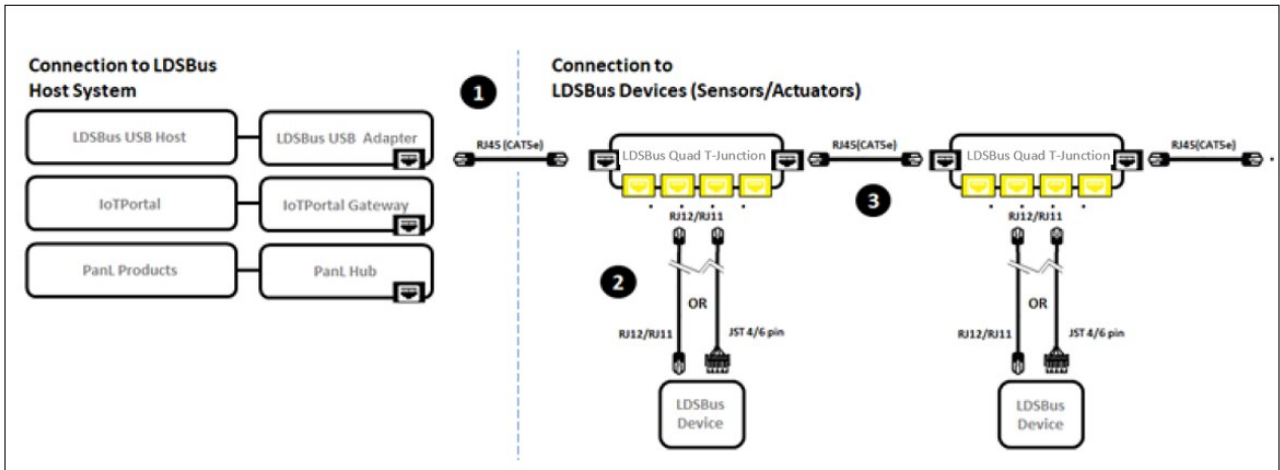 Connection to LDSBus
Host System
LDSBus USB Host
LDSBus USB Adapter
IoTPortal
IoTPortal Gateway
PanL Products
PanL Hub
1
RJ45 (CAT5e)
Connection to
LDSBus Devices (Sensors/Actuators)
LDSBus Quad T-Junction
RJ45(CAT5e)
LDSBus Quad T-Junction
RJ45(CAT5e)
3
RJ12/RJ11
RJ12/RJ11
2
OR
OR
RJ12/RJ11
JST 4/6 pin
RJ12/RJ11
JST 4/6 pin
LDSBus
Device
LDSBus
Device